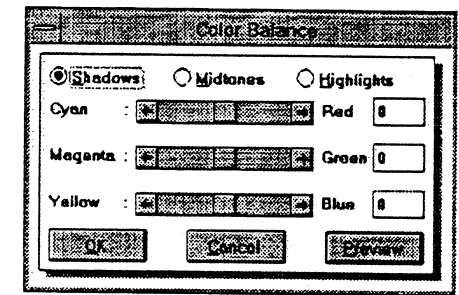 Color Balance
Shadows Midtones Highlights
Cyan : Red 0
Magenta : Green 0
Yellow : Blue 0
OK Cancel Preview